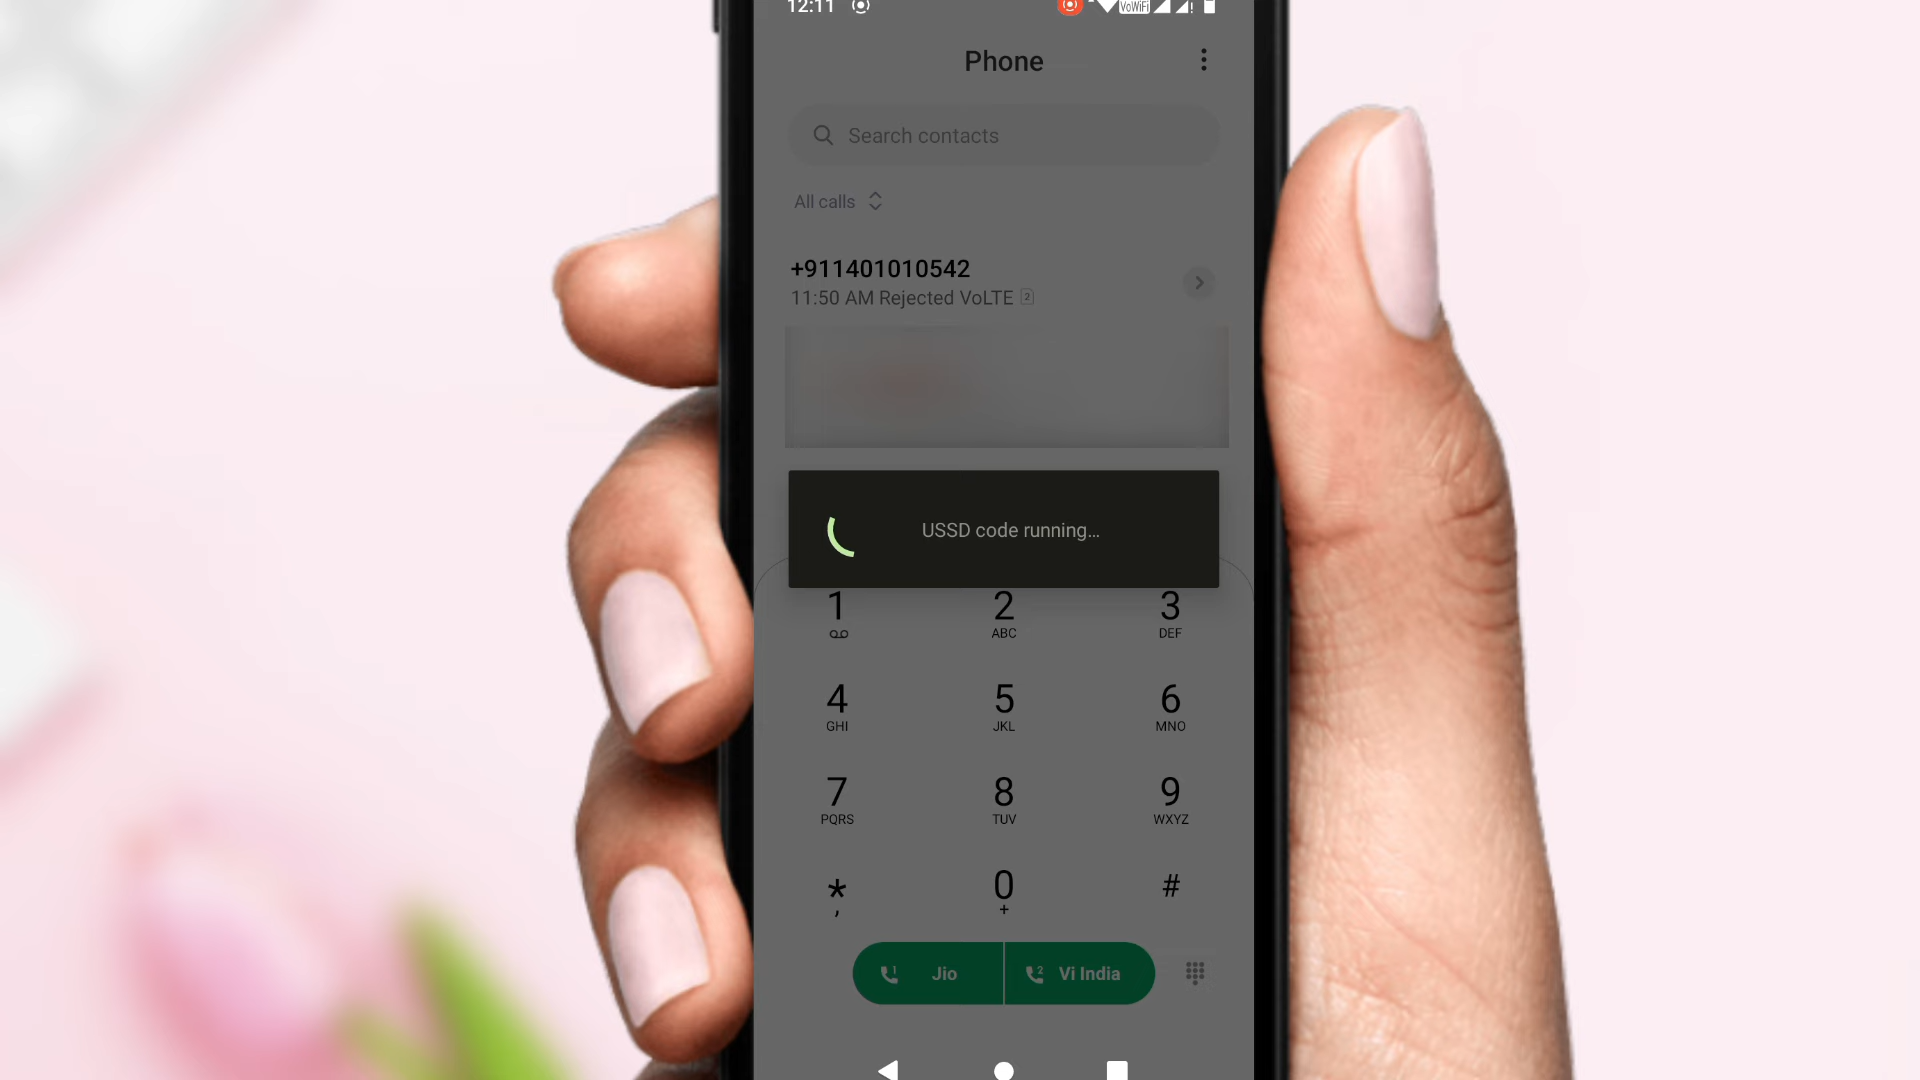 12:11 VoWiFi
Phone
Search contacts
All calls
+911401010542
11:50 AM Rejected VoLTE 2
USSD code running...
1 2 3
ABC DEF
4 5 6
GHI JKL MNO
7 8 9
PQRS TUV WXYZ
* 0 #
, +
1 Jio 2 Vi India